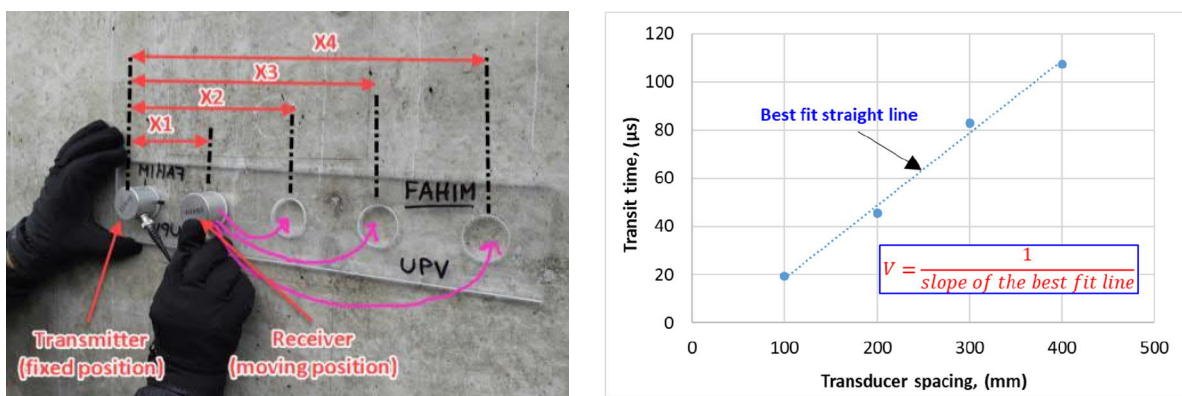 X4
X3
X2
X1
MIHAF
FAHIM
UPV
Transmitter
(fixed position)
Receiver
(moving position)
120
100
80
60
40
20
0
0 100 200 300 400 500
Transit time, (µs)
Transducer spacing, (mm)
Best fit straight line
V = 1 / slope of the best fit line